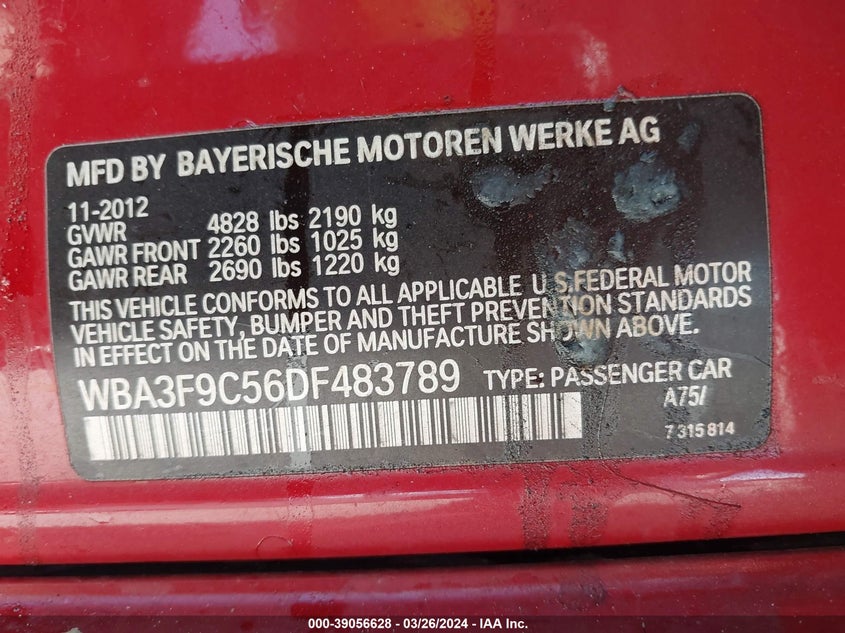 MFD BY BAYERISCHE MOTOREN WERKE AG
11-2012
GVWR 4828 lbs 2190 kg
GAWR FRONT 2260 lbs 1025 kg
GAWR REAR 2690 lbs 1220 kg
THIS VEHICLE CONFORMS TO ALL APPLICABLE U.S.FEDERAL MOTOR
VEHICLE SAFETY, BUMPER AND THEFT PREVENTION STANDARDS
IN EFFECT ON THE DATE OF MANUFACTURE SHOWN ABOVE.
WBA3F9C56DF483789 TYPE: PASSENGER CAR
A75/
7 315 814
000-39056628 - 03/26/2024 - IAA Inc.